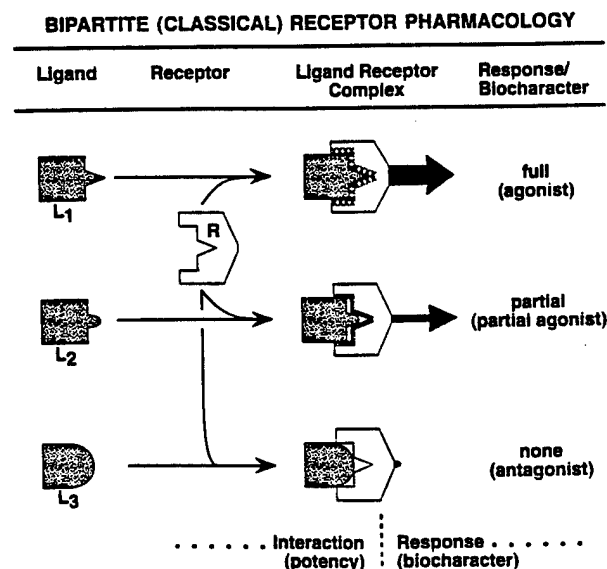 BIPARTITE (CLASSICAL) RECEPTOR PHARMACOLOGY
Ligand Receptor Ligand Receptor Complex Response/ Biocharacter
L1
R
full
(agonist)
L2
partial
(partial agonist)
L3
none
(antagonist)
Interaction
(potency)
Response
(biocharacter)